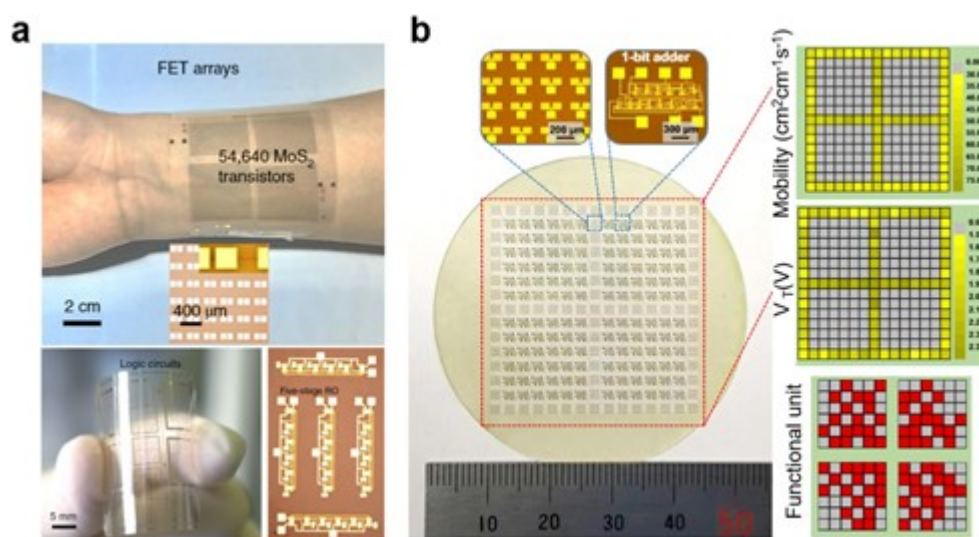 a
FET arrays
54,640 MoS2
transistors
2 cm
400 μm
Logic circuits
5 mm
Five-stage RO
b
1-bit adder
200 μm
300 μm
10 20 30 40 50
Mobility (cm²cm⁻¹s⁻¹)
VT(V)
Functional unit